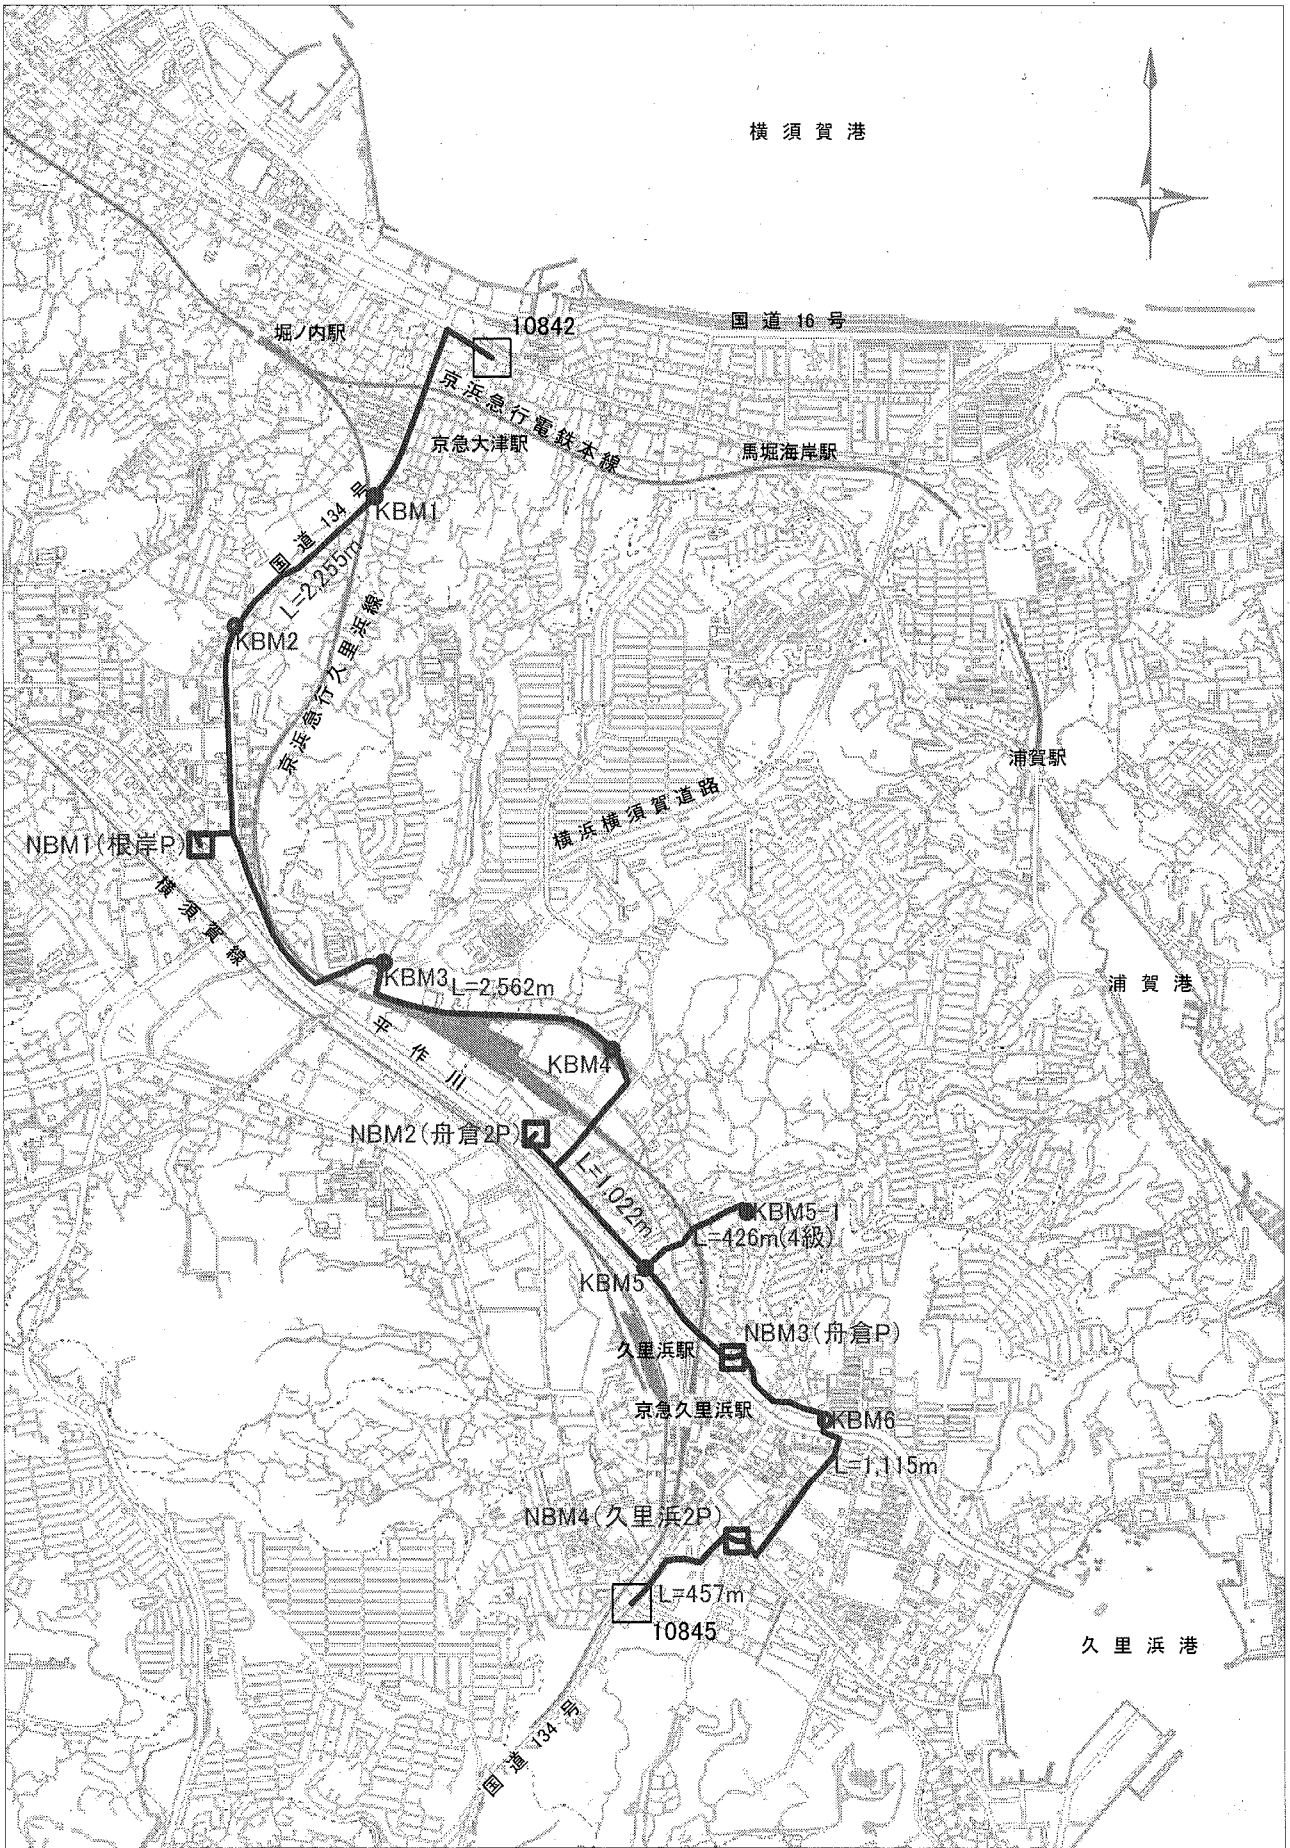 横須賀港
国道16号
10842
堀ノ内駅
京浜急行電鉄本線
京急大津駅
馬堀海岸駅
国道134号
KBM1
L=2,255m
KBM2
京浜急行久里浜線
浦賀駅
横浜横須賀道路
NBM1(根岸P)
横須賀線
KBM3
L=2,562m
浦賀港
平作川
KBM4
NBM2(舟倉2P)
L=1,022m
KBM5-1
L=426m(4級)
KBM5
NBM3(舟倉P)
久里浜駅
京急久里浜駅
KBM6
L=1,115m
NBM4(久里浜2P)
L=457m
10845
久里浜港
国道134号